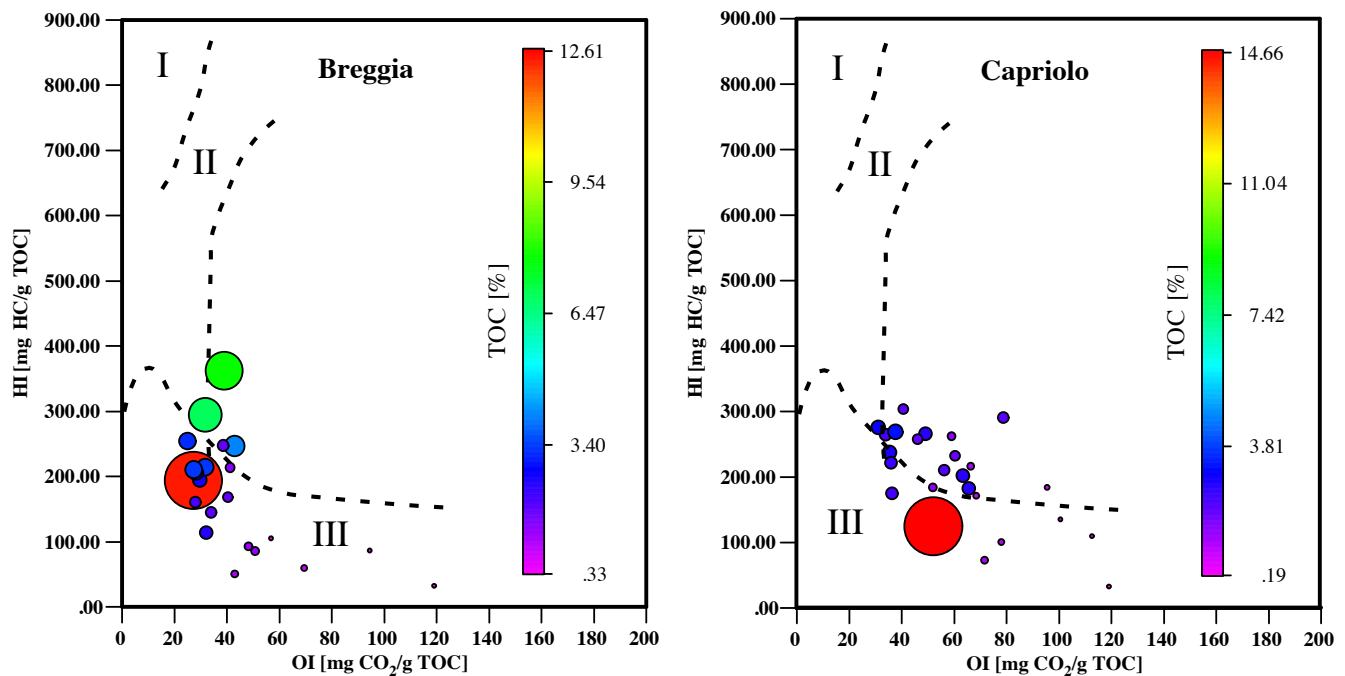 900.00
800.00
700.00
600.00
500.00
400.00
300.00
200.00
100.00
.00
HI [mg HC/g TOC]
I
II
III
Breggia
TOC [%]
12.61
9.54
6.47
3.40
.33
0 20 40 60 80 100 120 140 160 180 200
OI [mg CO2/g TOC]
900.00
800.00
700.00
600.00
500.00
400.00
300.00
200.00
100.00
.00
HI [mg HC/g TOC]
I
II
III
Capriolo
TOC [%]
14.66
11.04
7.42
3.81
.19
0 20 40 60 80 100 120 140 160 180 200
OI [mg CO2/g TOC]